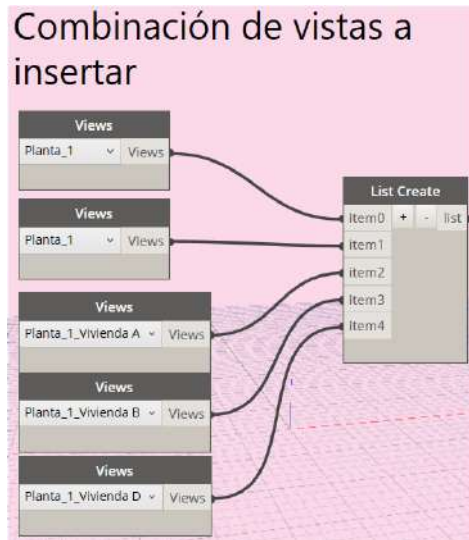 Combinación de vistas a
insertar
Views
Planta_1 Views
Views
Planta_1 Views
Views
Planta_1_Vivienda A Views
Views
Planta_1_Vivienda B Views
Views
Planta_1_Vivienda D Views
List Create
item0 + - list
item1
item2
item3
item4